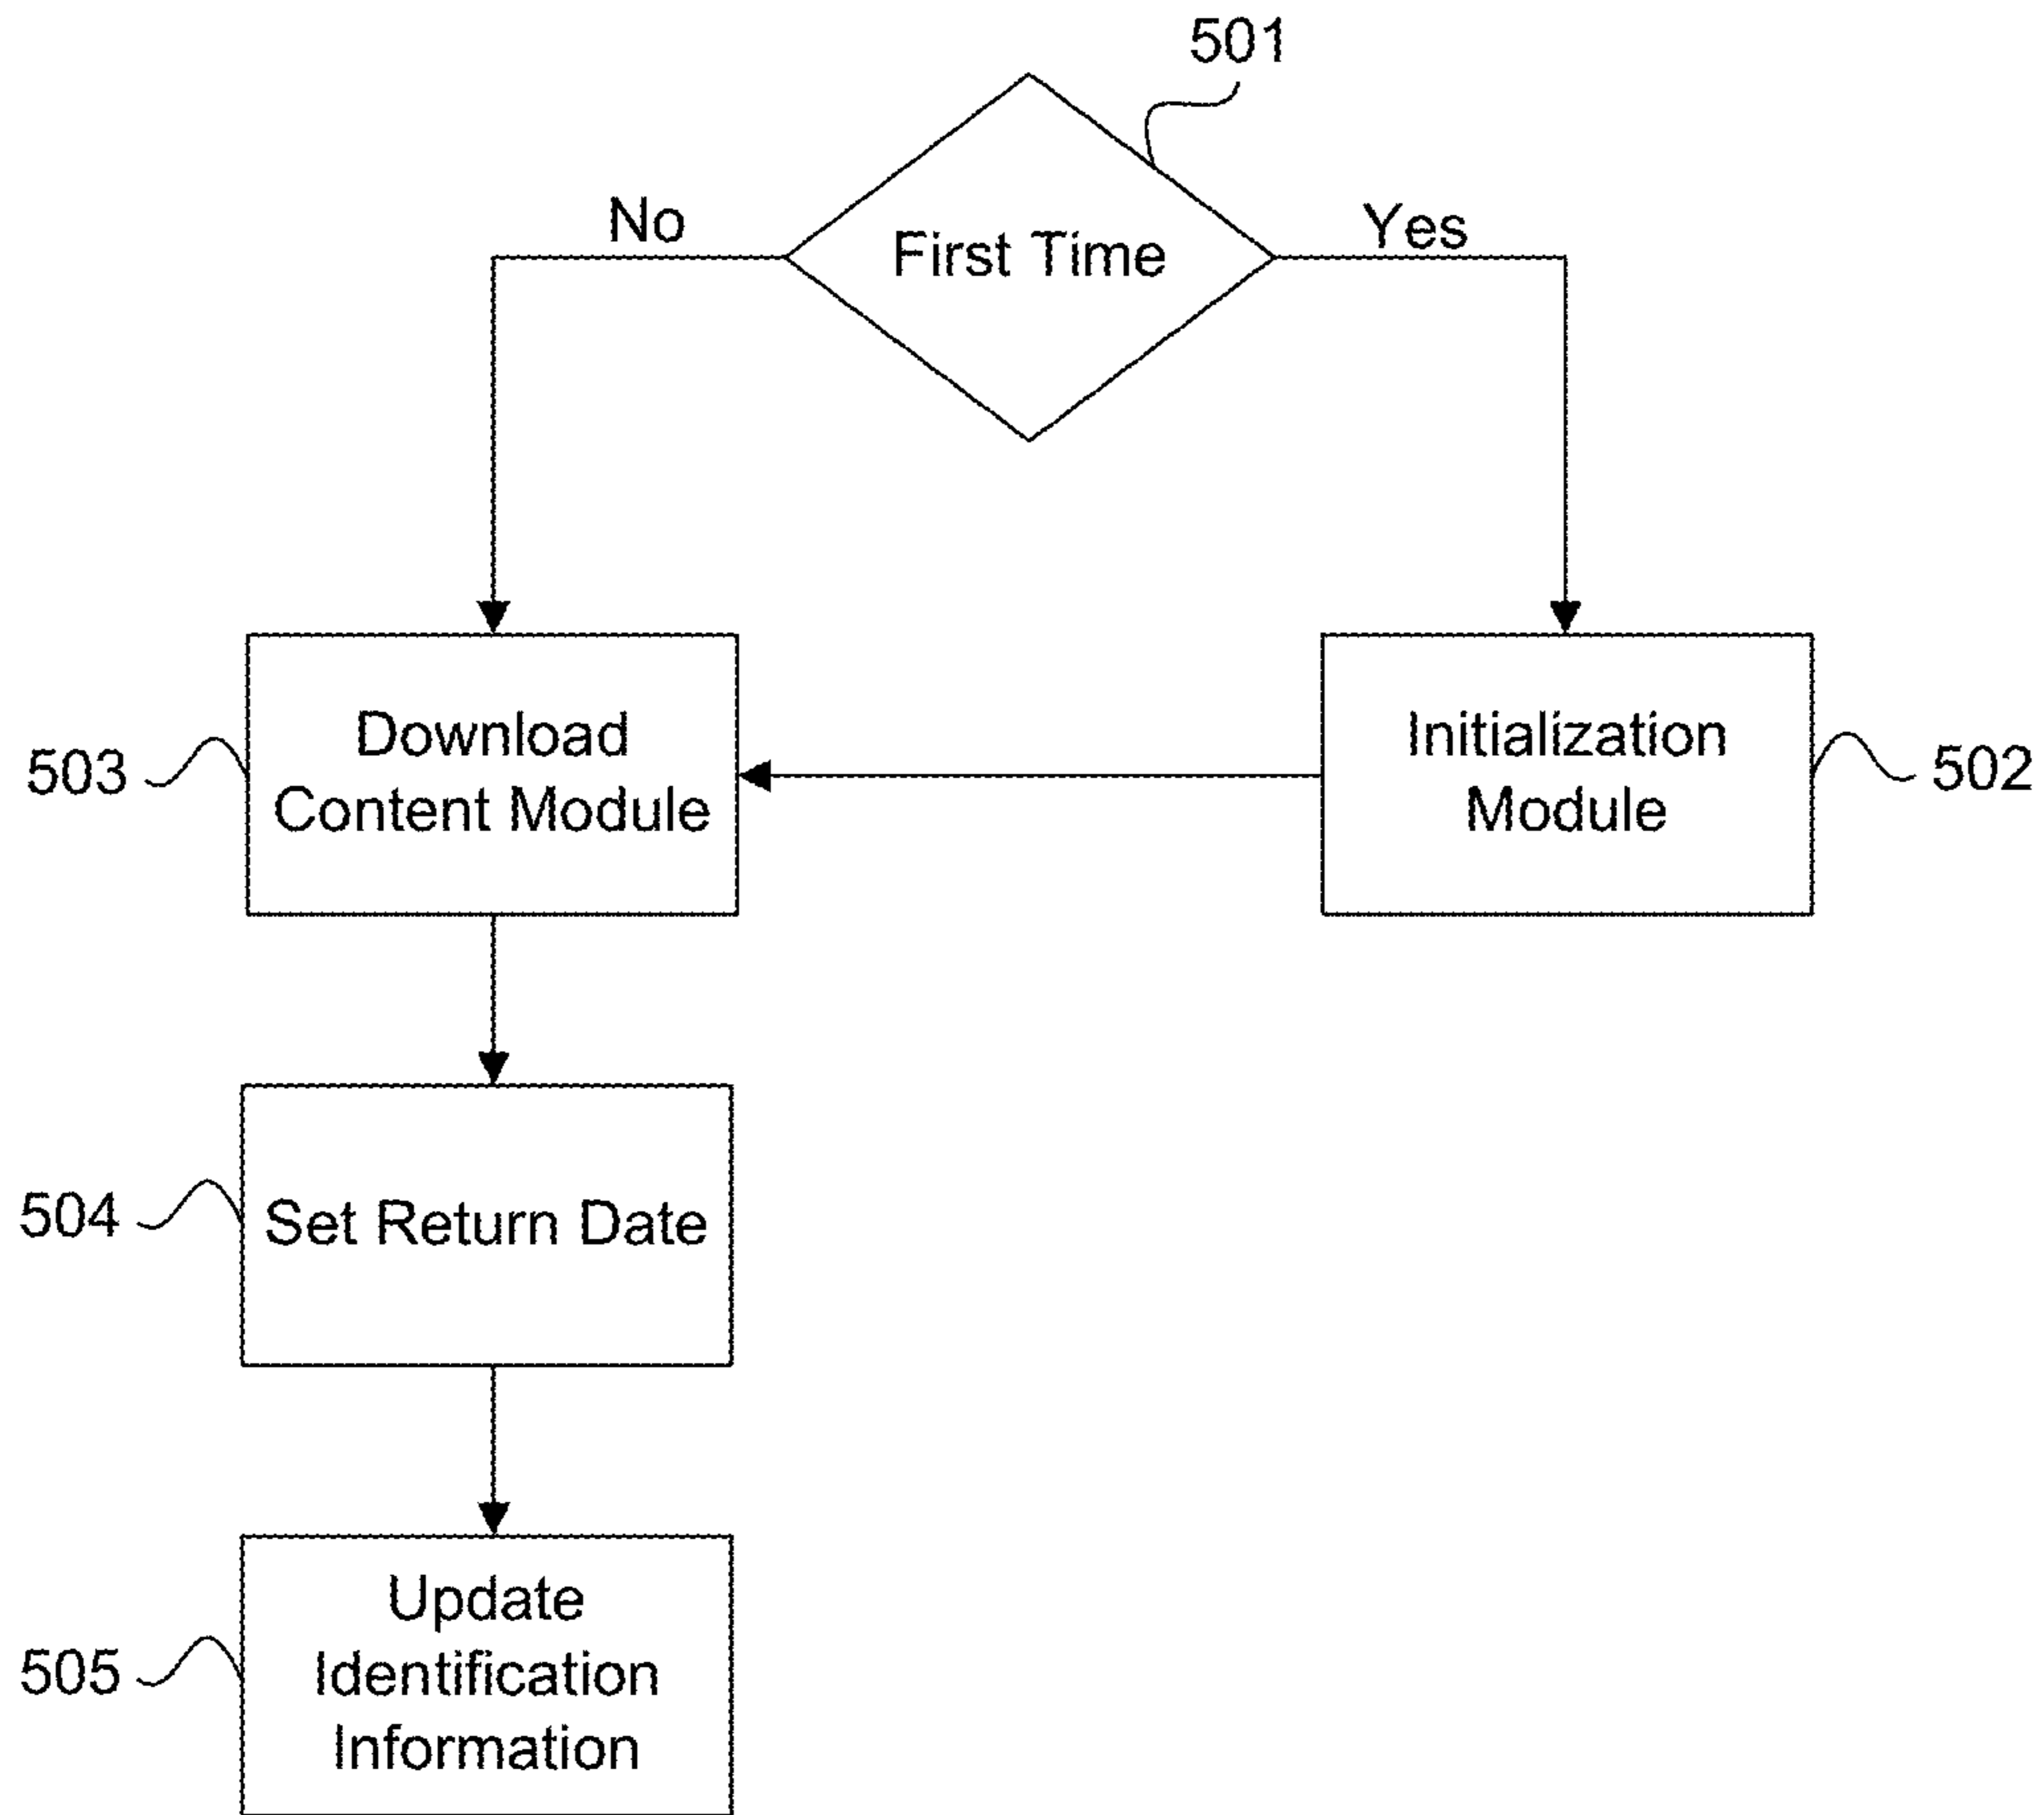 501
No
First Time
Yes
Download
Content Module
503
Initialization
Module
502
504
Set Return Date
Update
Identification
Information
505